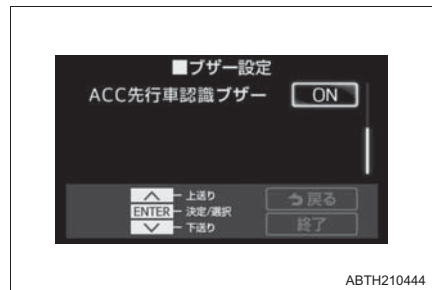 ■ブザー設定
ACC先行車認識ブザー ON
上送り
ENTER 決定/選択 戻る
下送り 終了
ABTH210444